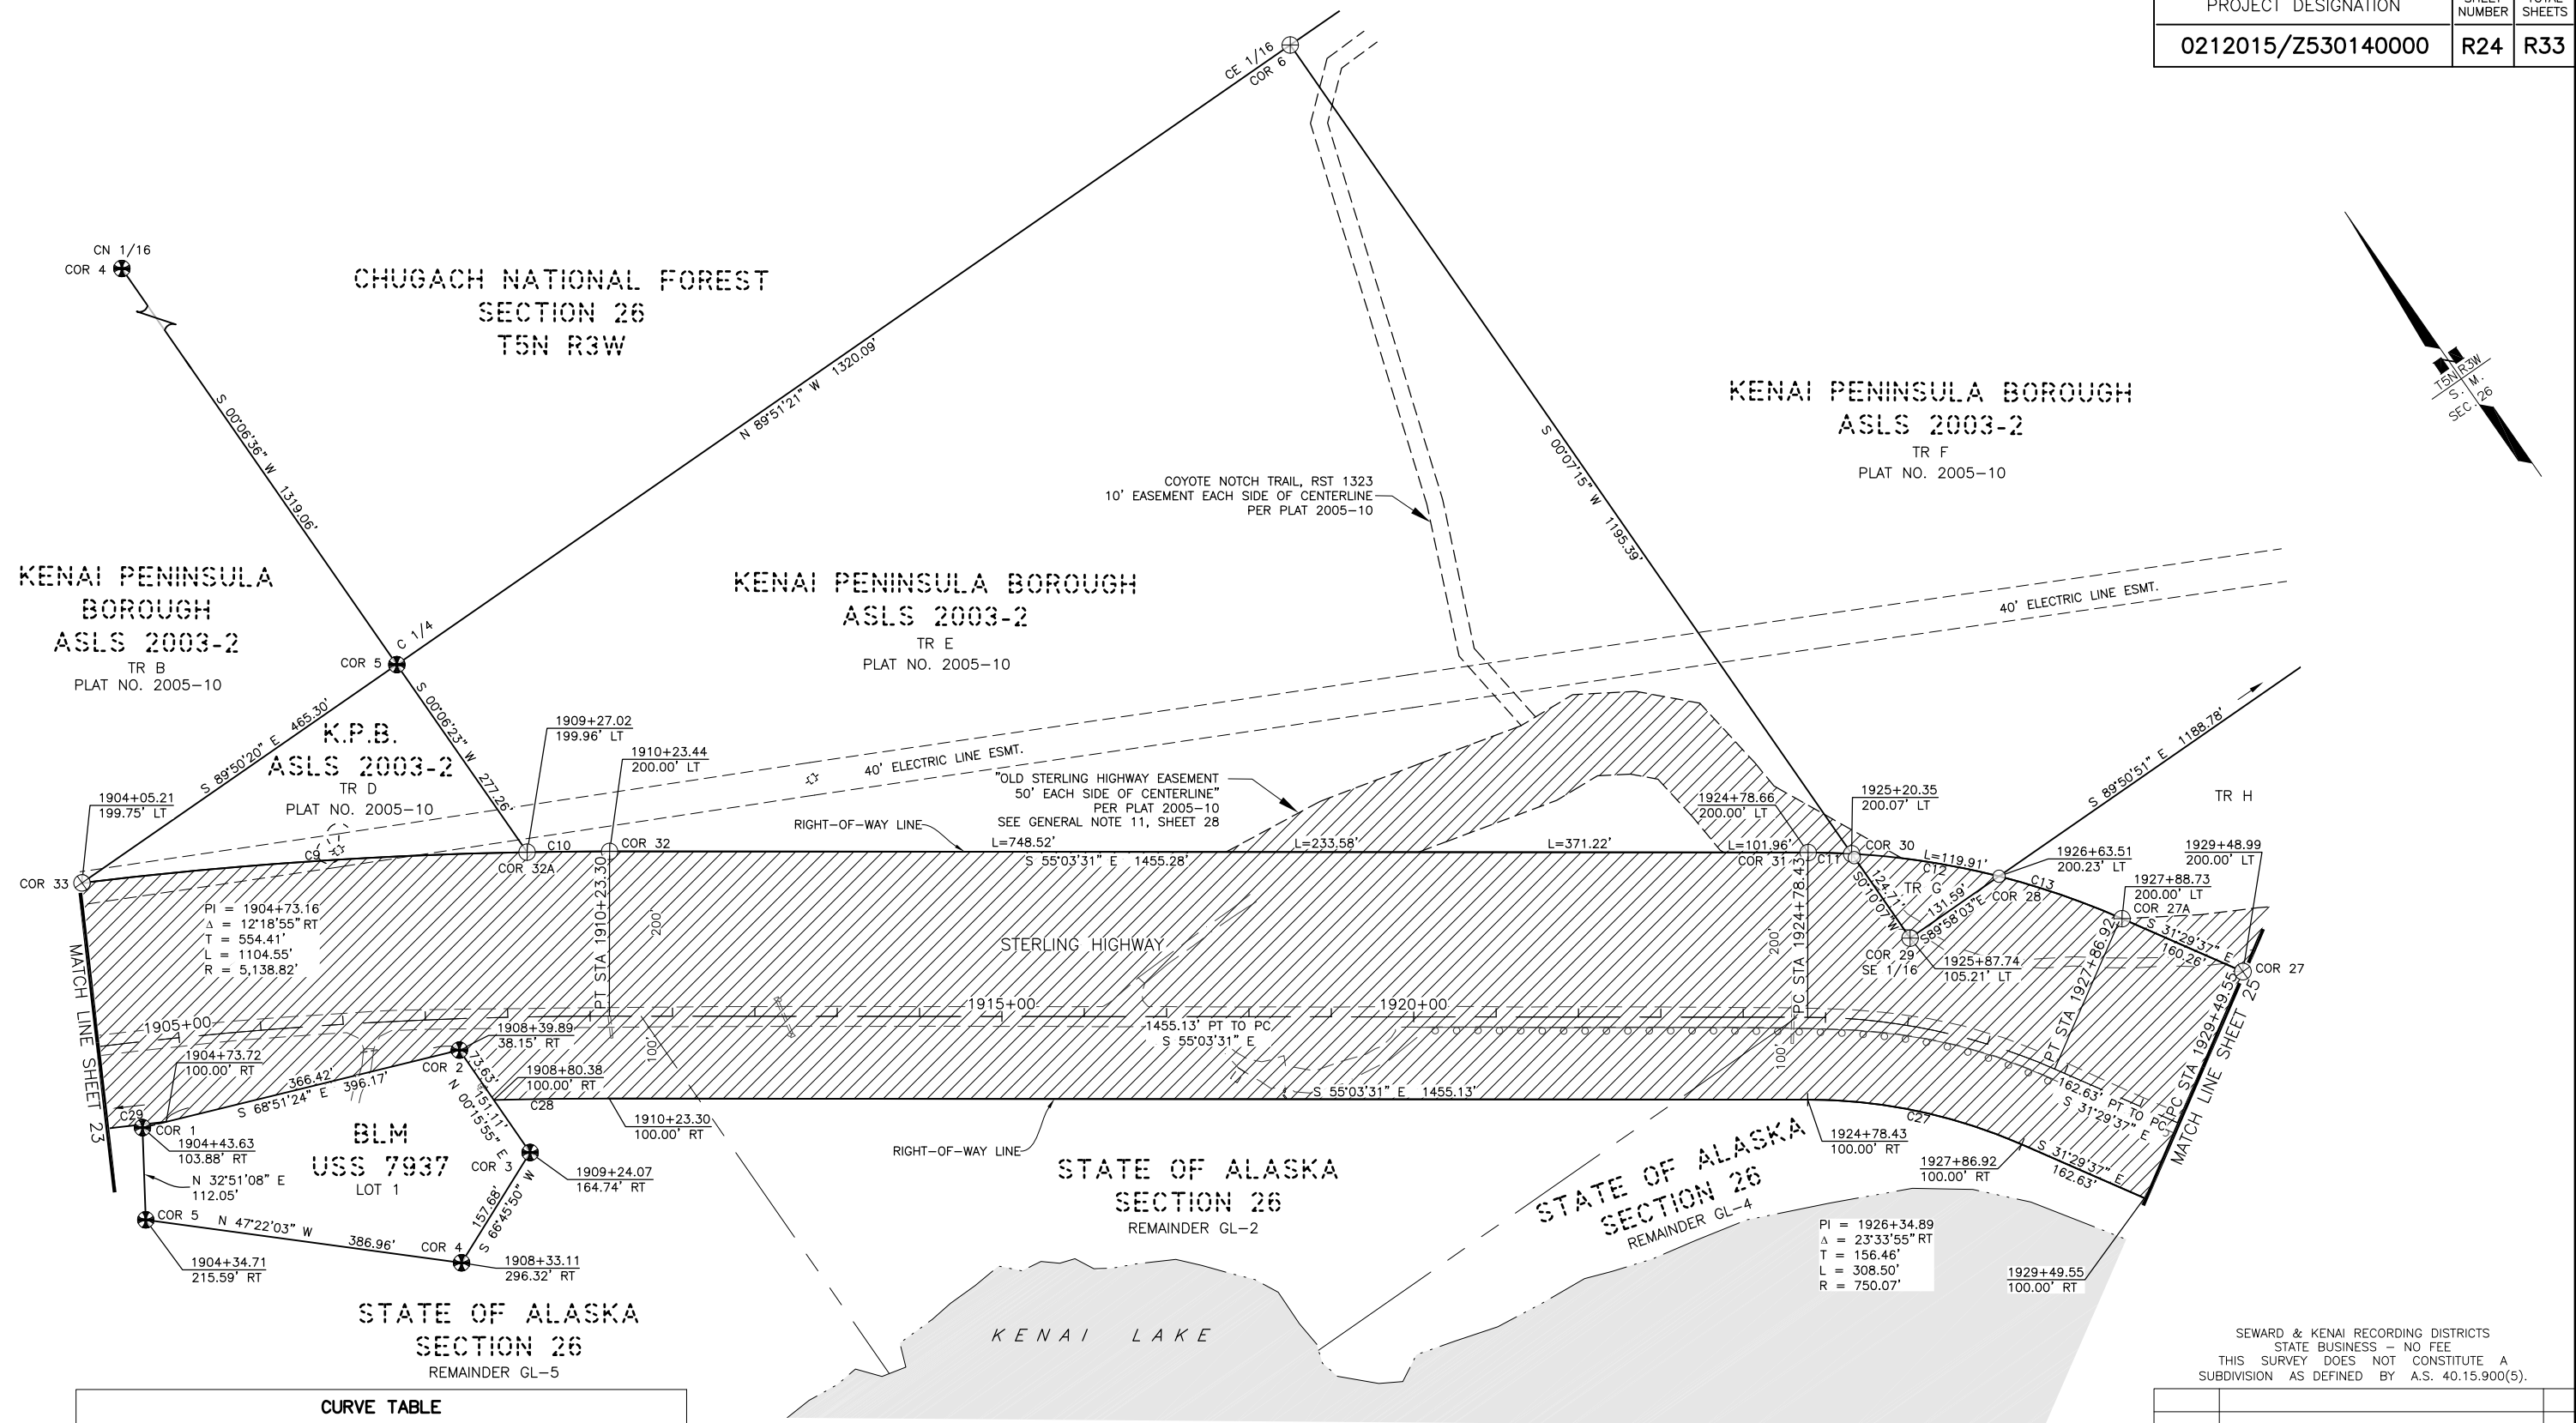 PROJECT DESIGNATION
SHEET NUMBER
TOTAL SHEETS
0212015/Z530140000
R24
R33
CE 1/16
COR 6
CN 1/16
COR 4
CHUGACH NATIONAL FOREST
SECTION 26
T5N R3W
S 00°06'36" W 1319.06'
N 89°51'21" W 1320.09'
S 00°07'15" W 1195.39'
KENAI PENINSULA BOROUGH
ASLS 2003-2
TR F
PLAT NO. 2005-10
T5N R3W
S. M.
SEC. 26
COYOTE NOTCH TRAIL, RST 1323
10' EASEMENT EACH SIDE OF CENTERLINE
PER PLAT 2005-10
KENAI PENINSULA
BOROUGH
ASLS 2003-2
TR B
PLAT NO. 2005-10
KENAI PENINSULA BOROUGH
ASLS 2003-2
TR E
PLAT NO. 2005-10
40' ELECTRIC LINE ESMT.
C 1/4
COR 5
S 89°50'20" E 465.30'
S 00°06'23" W 277.26'
K.P.B.
ASLS 2003-2
TR D
PLAT NO. 2005-10
1909+27.02
199.96' LT
1910+23.44
200.00' LT
40' ELECTRIC LINE ESMT.
"OLD STERLING HIGHWAY EASEMENT
50' EACH SIDE OF CENTERLINE"
PER PLAT 2005-10
SEE GENERAL NOTE 11, SHEET 28
1904+05.21
199.75' LT
RIGHT-OF-WAY LINE
1924+78.66
200.00' LT
1925+20.35
200.07' LT
S 89°50'51" E 1188.78'
TR H
COR 33
C9
COR 32A
C10
COR 32
L=748.52'
L=233.58'
L=371.22'
L=101.96'
S 55°03'31" E 1455.28'
COR 31
C11
COR 30
L=119.91'
C12
1926+63.51
200.23' LT
1929+48.99
200.00' LT
COR 28
C13
1927+88.73
200.00' LT
COR 27A
TR G
124.71'
S0°10'07"W
131.59'
S89°58'03"E
COR 29
SE 1/16
1925+87.74
105.21' LT
S 31°29'37" E
160.26'
COR 27
PI = 1904+73.16
Δ = 12°18'55" RT
T = 554.41'
L = 1104.55'
R = 5,138.82'
PT STA 1910+23.30
200'
STERLING HIGHWAY
200'
PC STA 1924+78.43
PT STA 1927+86.92
PC STA 1929+49.55
MATCH LINE SHEET 23
MATCH LINE SHEET 25
1905+00
1915+00
1920+00
1455.13' PT TO PC
S 55°03'31" E
100'
100'
162.63' PT TO PC
S 31°29'37" E
1908+39.89
38.15' RT
1904+73.72
100.00' RT
COR 2
366.42'
396.17'
S 68°51'24" E
73.63'
151.11'
N 00°15'55" E
1908+80.38
100.00' RT
C28
S 55°03'31" E 1455.13'
C29
COR 1
1904+43.63
103.88' RT
BLM
USS 7937
LOT 1
COR 3
1909+24.07
164.74' RT
1910+23.30
100.00' RT
RIGHT-OF-WAY LINE
C27
1924+78.43
100.00' RT
1927+86.92
100.00' RT
S 31°29'37" E
162.63'
N 32°51'08" E
112.05'
COR 5
N 47°22'03" W
386.96'
COR 4
157.68'
S 66°45'50" W
1904+34.71
215.59' RT
1908+33.11
296.32' RT
STATE OF ALASKA
SECTION 26
REMAINDER GL-2
STATE OF ALASKA
SECTION 26
REMAINDER GL-4
PI = 1926+34.89
Δ = 23°33'55" RT
T = 156.46'
L = 308.50'
R = 750.07'
1929+49.55
100.00' RT
STATE OF ALASKA
SECTION 26
REMAINDER GL-5
KENAI LAKE
SEWARD & KENAI RECORDING DISTRICTS
STATE BUSINESS - NO FEE
THIS SURVEY DOES NOT CONSTITUTE A
SUBDIVISION AS DEFINED BY A.S. 40.15.900(5).
CURVE TABLE